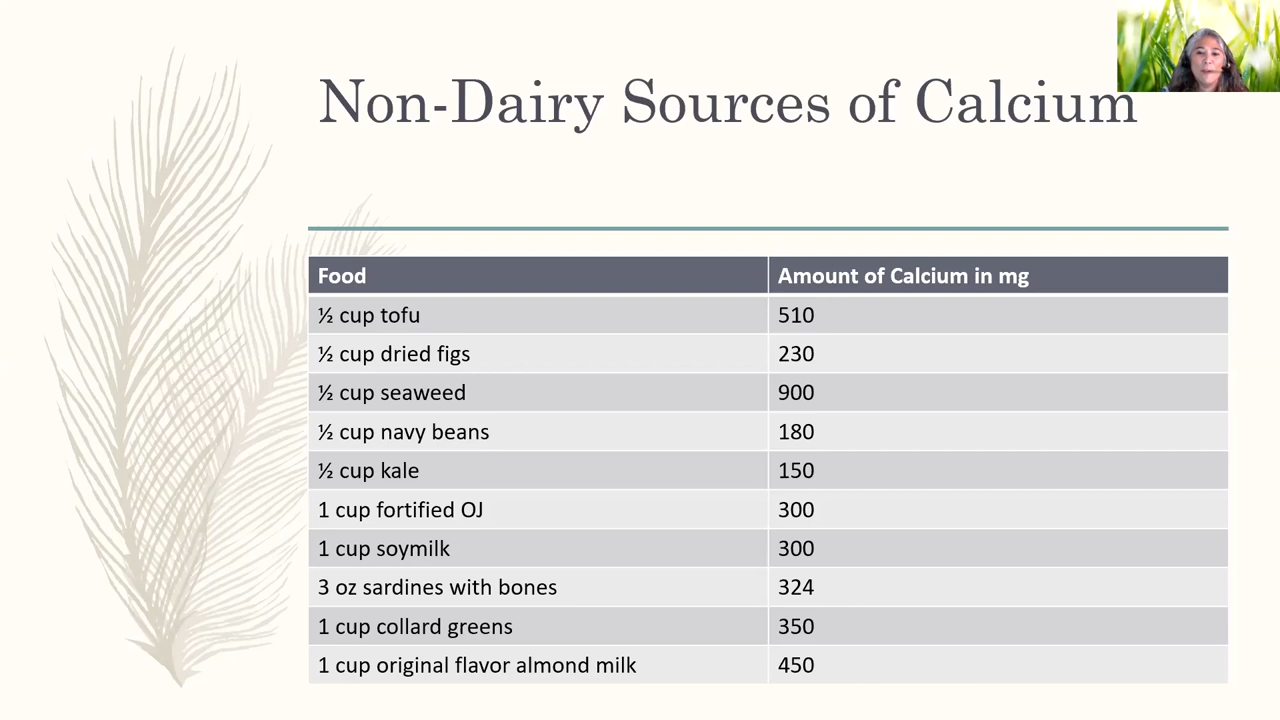 Non-Dairy Sources of Calcium
Food Amount of Calcium in mg
½ cup tofu 510
½ cup dried figs 230
½ cup seaweed 900
½ cup navy beans 180
½ cup kale 150
1 cup fortified OJ 300
1 cup soymilk 300
3 oz sardines with bones 324
1 cup collard greens 350
1 cup original flavor almond milk 450